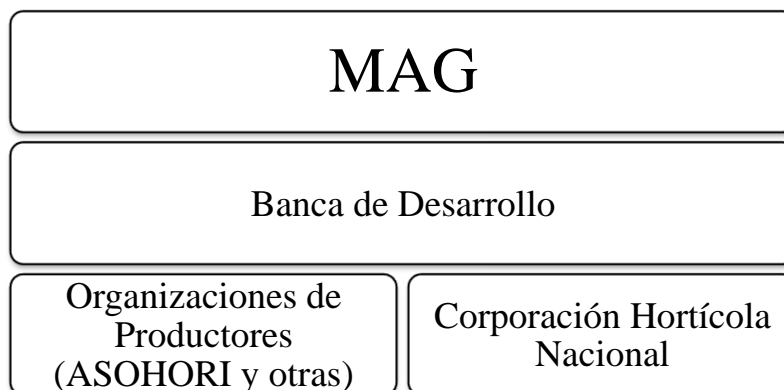 MAG
Banca de Desarrollo
Organizaciones de
Productores
(ASOHORI y otras)
Corporación Hortícola
Nacional